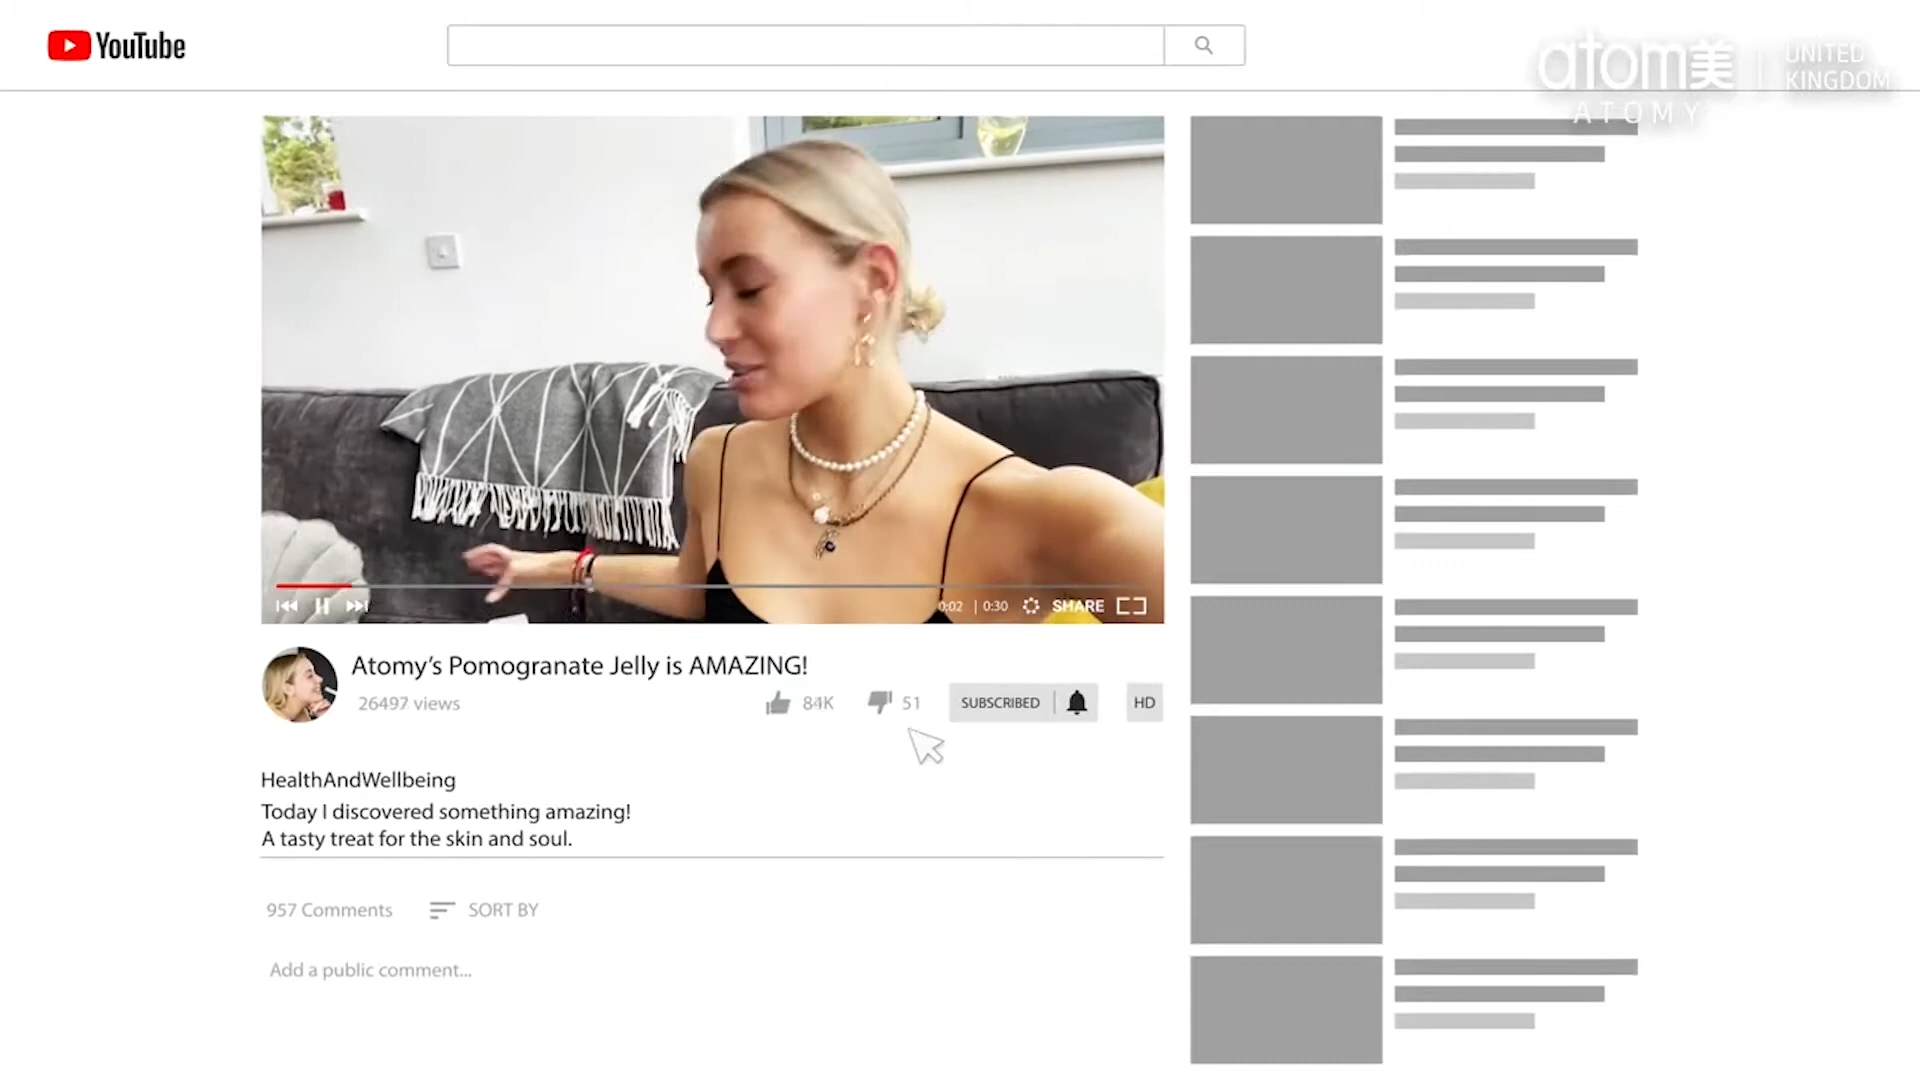 YouTube
atom美 | UNITED KINGDOM
ATOMY
0:02 | 0:30 SHARE
Atomy's Pomogranate Jelly is AMAZING!
26497 views
84K
51
SUBSCRIBED
HD
HealthAndWellbeing
Today I discovered something amazing!
A tasty treat for the skin and soul.
957 Comments
SORT BY
Add a public comment...